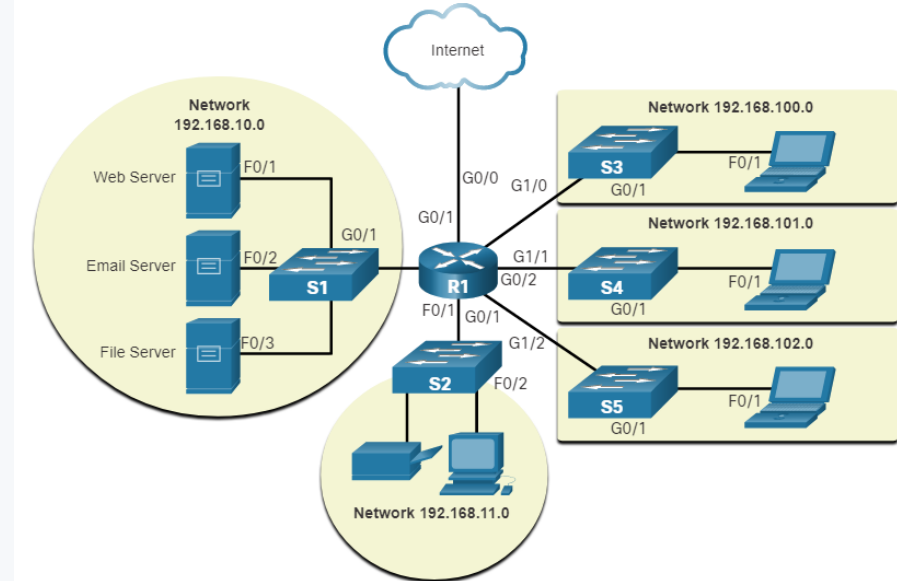 Internet
Network
192.168.10.0
Web Server
F0/1
Email Server
F0/2
File Server
F0/3
G0/1
S1
G0/0
G0/1
G1/0
R1
G1/1
G0/2
F0/1
G0/1
G1/2
S2
F0/2
Network 192.168.11.0
Network 192.168.100.0
S3
F0/1
G0/1
Network 192.168.101.0
S4
F0/1
G0/1
Network 192.168.102.0
S5
F0/1
G0/1